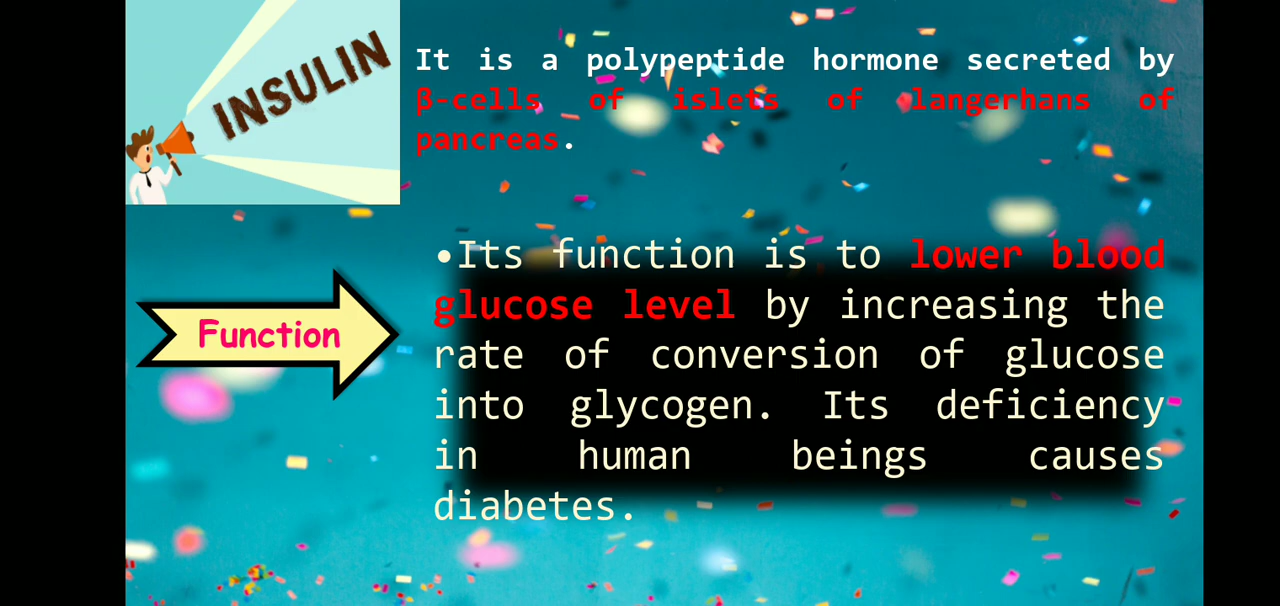 INSULIN
It is a polypeptide hormone secreted by
β-cells of islets of langerhans of
pancreas.
Function
•Its function is to lower blood
glucose level by increasing the
rate of conversion of glucose
into glycogen. Its deficiency
in human beings causes
diabetes.